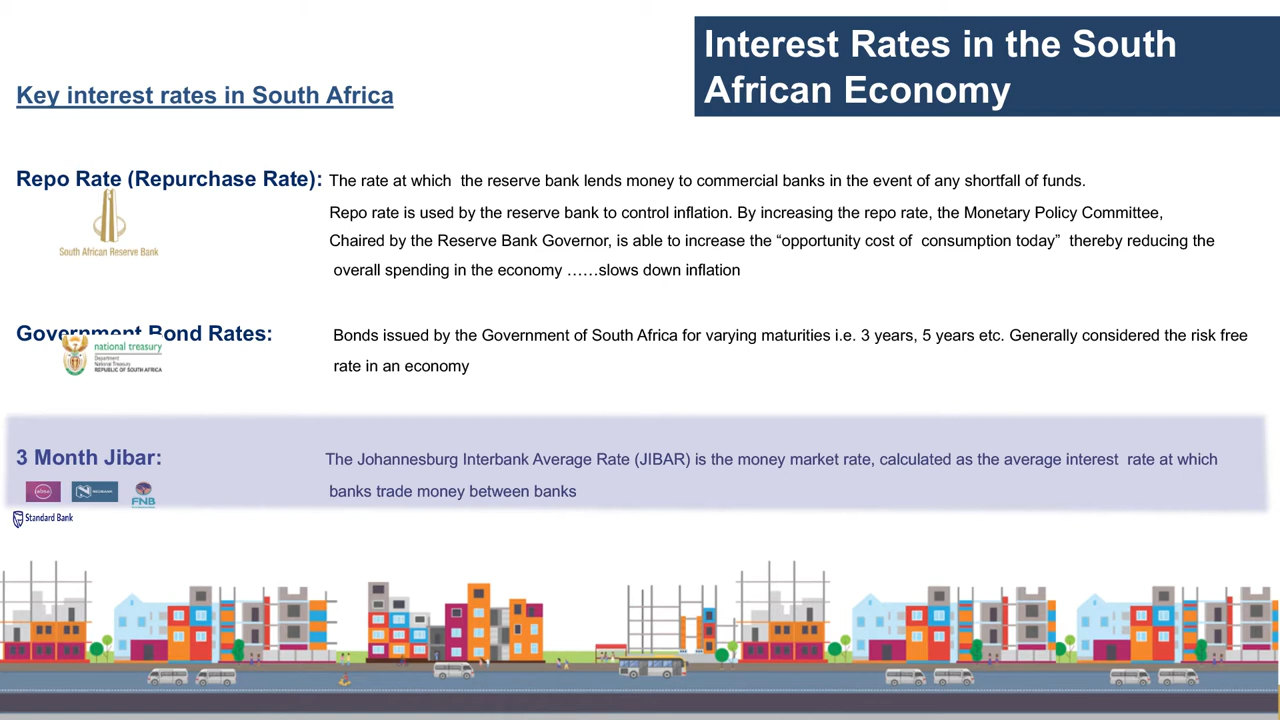 Interest Rates in the South
African Economy
Key interest rates in South Africa
Repo Rate (Repurchase Rate): The rate at which the reserve bank lends money to commercial banks in the event of any shortfall of funds.
Repo rate is used by the reserve bank to control inflation. By increasing the repo rate, the Monetary Policy Committee,
Chaired by the Reserve Bank Governor, is able to increase the “opportunity cost of consumption today” thereby reducing the
overall spending in the economy ……slows down inflation
South African Reserve Bank
Government Bond Rates: Bonds issued by the Government of South Africa for varying maturities i.e. 3 years, 5 years etc. Generally considered the risk free
rate in an economy
national treasury
Department
National Treasury
REPUBLIC OF SOUTH AFRICA
3 Month Jibar: The Johannesburg Interbank Average Rate (JIBAR) is the money market rate, calculated as the average interest rate at which
banks trade money between banks
absa NEDBANK FNB
Standard Bank